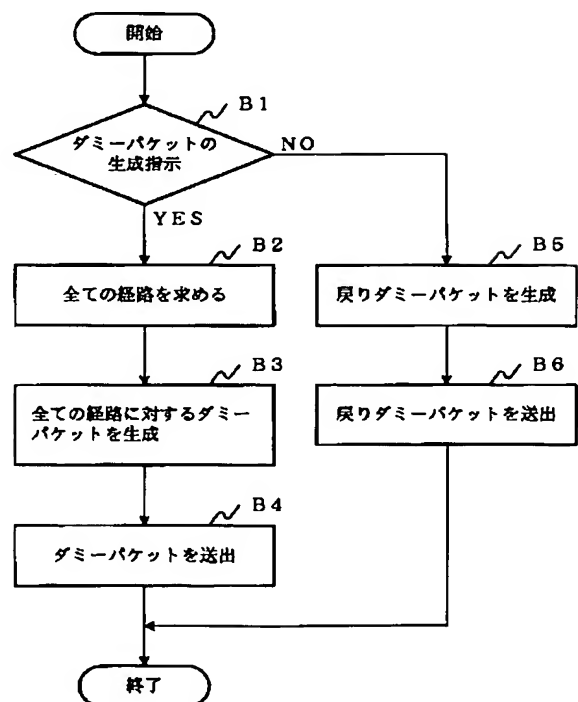 開始
B1
ダミーパケットの
生成指示
NO
YES
B2
全ての経路を求める
B3
全ての経路に対するダミー
パケットを生成
B4
ダミーパケットを送出
B5
戻りダミーパケットを生成
B6
戻りダミーパケットを送出
終了